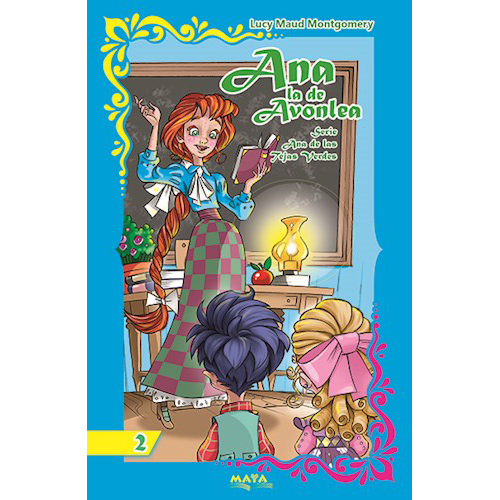 Lucy Maud Montgomery
Ana
la de
Avonlea
Serie
Ana de las
Tejas Verdes
2
MAYA